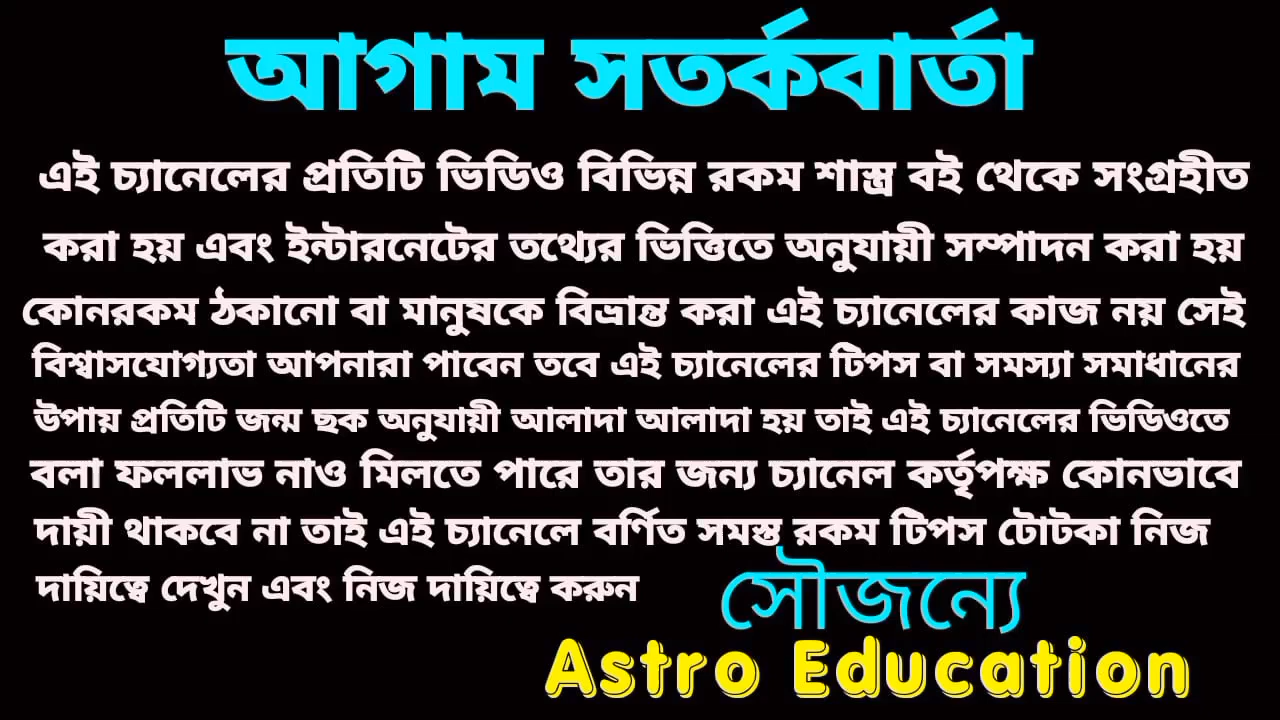 আগাম সতর্কবার্তা
এই চ্যানেলের প্রতিটি ভিডিও বিভিন্ন রকম শাস্ত্র বই থেকে সংগ্রহীত
করা হয় এবং ইন্টারনেটের তথ্যের ভিত্তিতে অনুযায়ী সম্পাদন করা হয়
কোনরকম ঠকানো বা মানুষকে বিভ্রান্ত করা এই চ্যানেলের কাজ নয় সেই
বিশ্বাসযোগ্যতা আপনারা পাবেন তবে এই চ্যানেলের টিপস বা সমস্যা সমাধানের
উপায় প্রতিটি জন্ম ছক অনুযায়ী আলাদা আলাদা হয় তাই এই চ্যানেলের ভিডিওতে
বলা ফললাভ নাও মিলতে পারে তার জন্য চ্যানেল কর্তৃপক্ষ কোনভাবে
দায়ী থাকবে না তাই এই চ্যানেলে বর্ণিত সমস্ত রকম টিপস টোটকা নিজ
দায়িত্বে দেখুন এবং নিজ দায়িত্বে করুন
সৌজন্যে
Astro Education